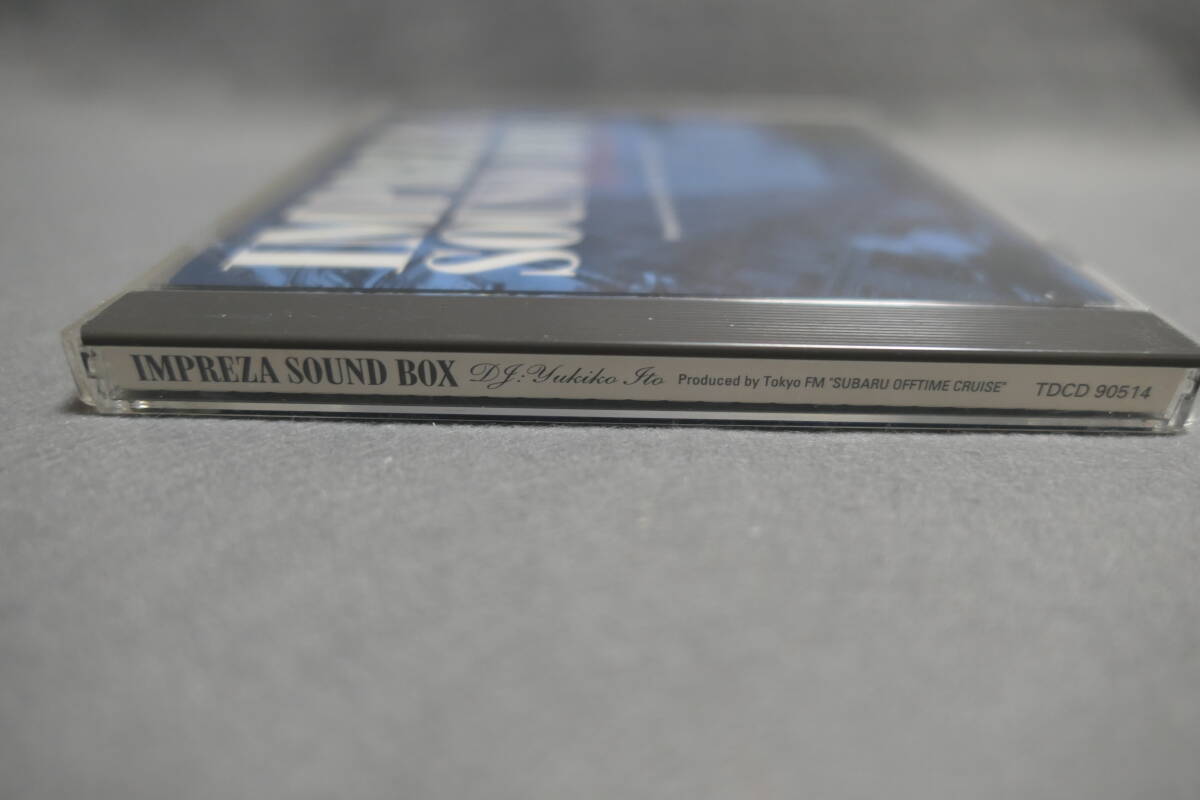 IMPREZA SOUND BOX DJ: Yukiko Ito Produced by Tokyo FM "SUBARU OFFTIME CRUISE" TDCD 90514